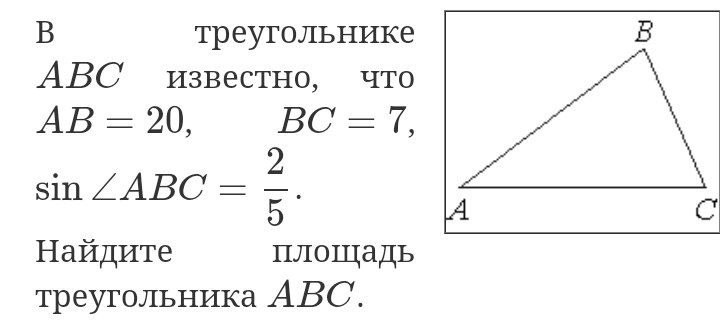 В треугольнике
ABC известно, что
AB = 20, BC = 7,
sin ∠ABC = 2/5.
Найдите площадь
треугольника ABC.
B
A C